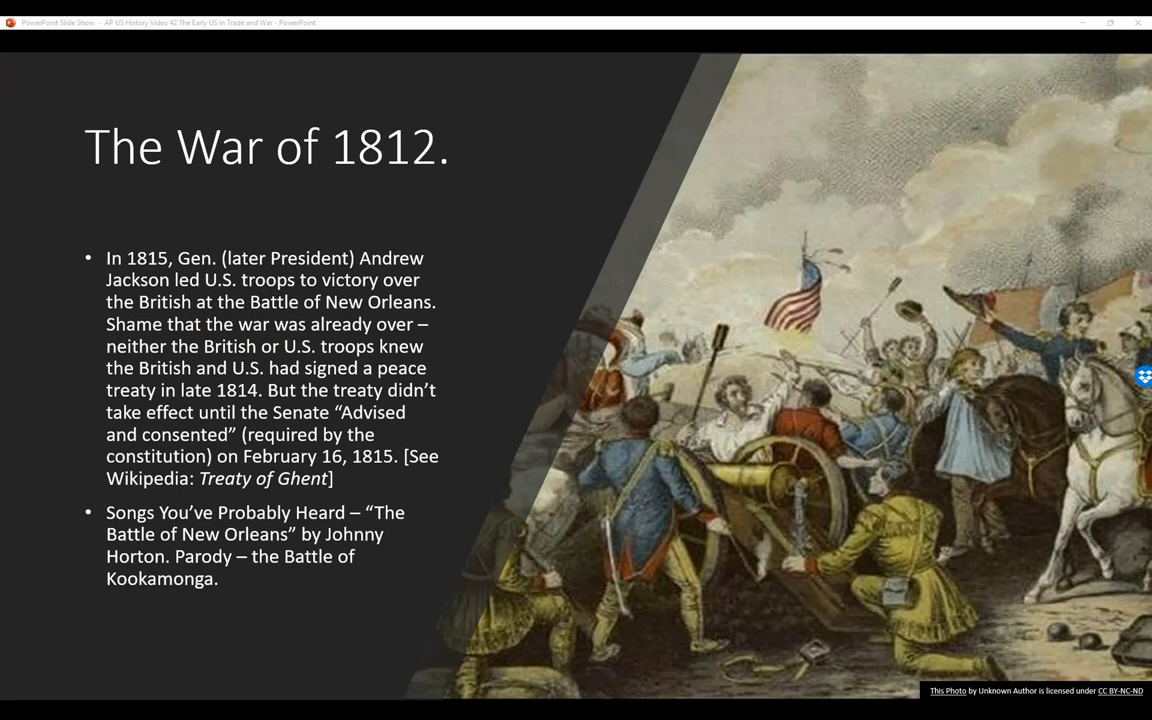 PowerPoint Slide Show - AP US History Video 42 The Early US in Trade and War - PowerPoint
The War of 1812.
• In 1815, Gen. (later President) Andrew
Jackson led U.S. troops to victory over
the British at the Battle of New Orleans.
Shame that the war was already over –
neither the British or U.S. troops knew
the British and U.S. had signed a peace
treaty in late 1814. But the treaty didn’t
take effect until the Senate “Advised
and consented” (required by the
constitution) on February 16, 1815. [See
Wikipedia: Treaty of Ghent]
• Songs You’ve Probably Heard – “The
Battle of New Orleans” by Johnny
Horton. Parody – the Battle of
Kookamonga.
This Photo by Unknown Author is licensed under CC BY-NC-ND